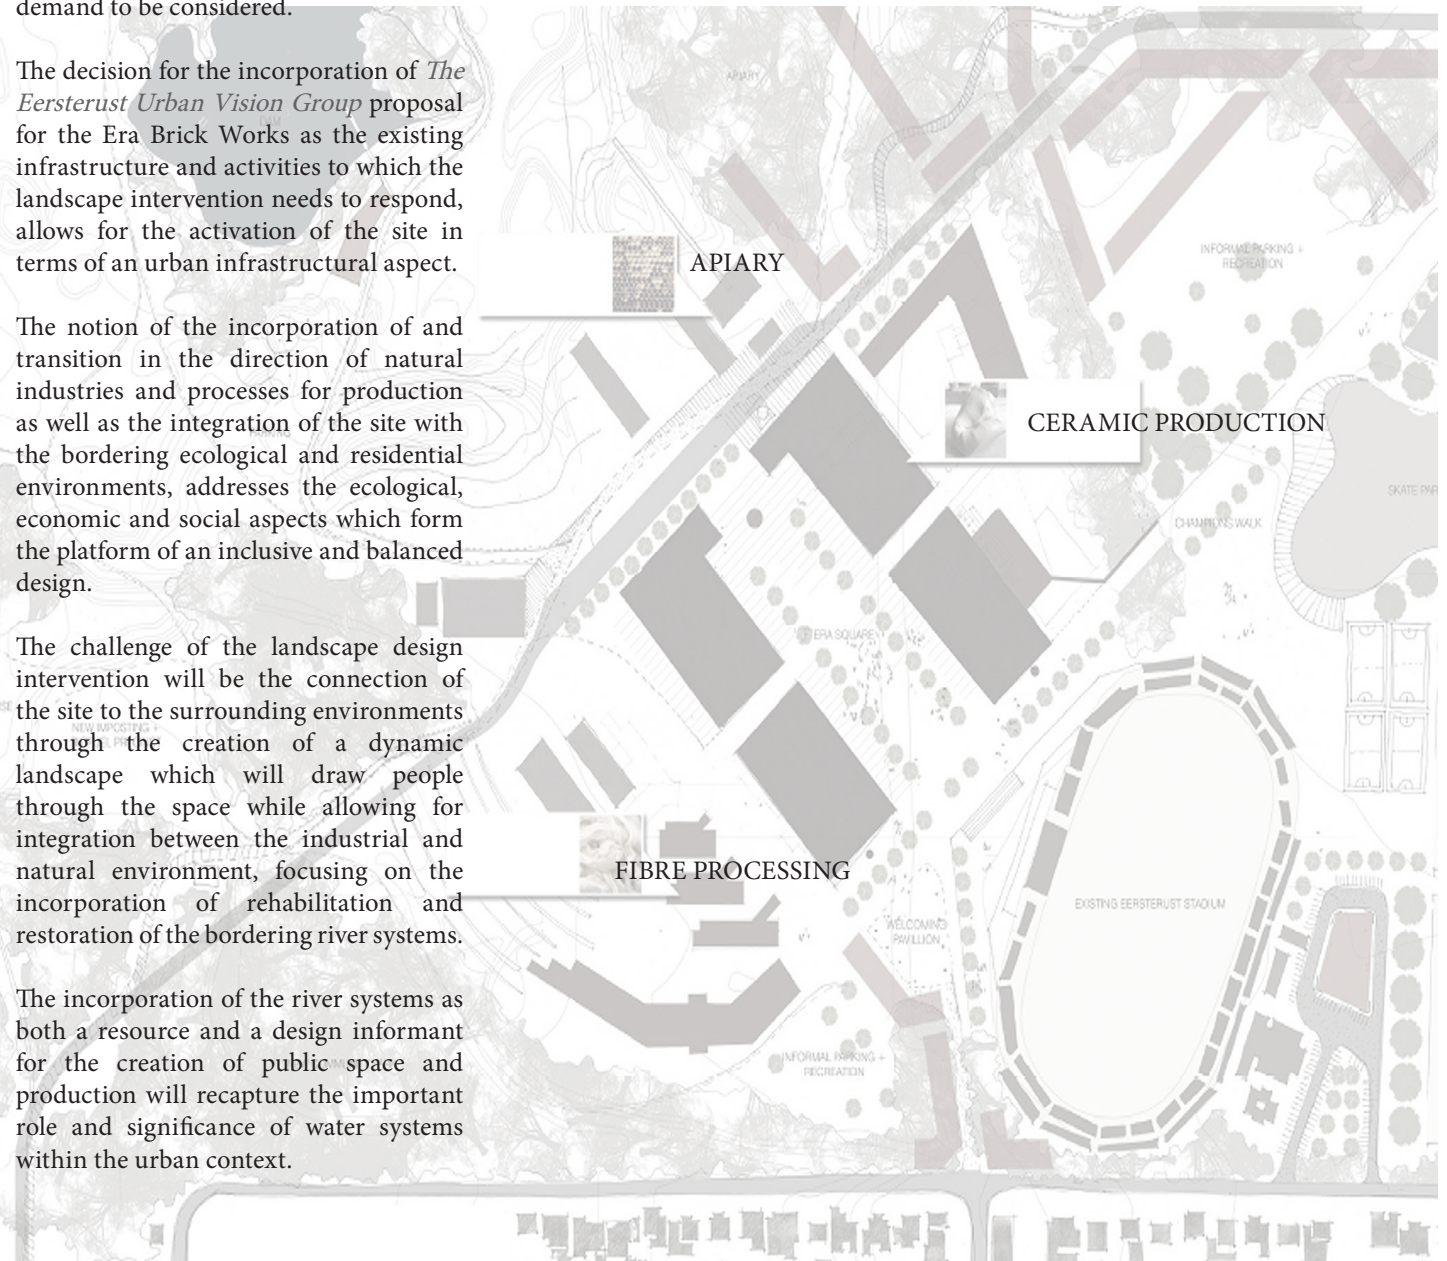 demand to be considered.
The decision for the incorporation of The
Eersterust Urban Vision Group proposal
for the Era Brick Works as the existing
infrastructure and activities to which the
landscape intervention needs to respond,
allows for the activation of the site in
terms of an urban infrastructural aspect.
The notion of the incorporation of and
transition in the direction of natural
industries and processes for production
as well as the integration of the site with
the bordering ecological and residential
environments, addresses the ecological,
economic and social aspects which form
the platform of an inclusive and balanced
design.
The challenge of the landscape design
intervention will be the connection of
the site to the surrounding environments
through the creation of a dynamic
landscape which will draw people
through the space while allowing for
integration between the industrial and
natural environment, focusing on the
incorporation of rehabilitation and
restoration of the bordering river systems.
The incorporation of the river systems as
both a resource and a design informant
for the creation of public space and
production will recapture the important
role and significance of water systems
within the urban context.
APIARY
APIARY
INFORMAL PARKING +
RECREATION
CERAMIC PRODUCTION
SKATE PAR
CHAMPIONS WALK
ERA SQUARE
FIBRE PROCESSING
EXISTING EERSTERUST STADIUM
WELCOMING
PAVILLION
INFORMAL PARKING +
RECREATION
DAM
NEW IMPOSTING +